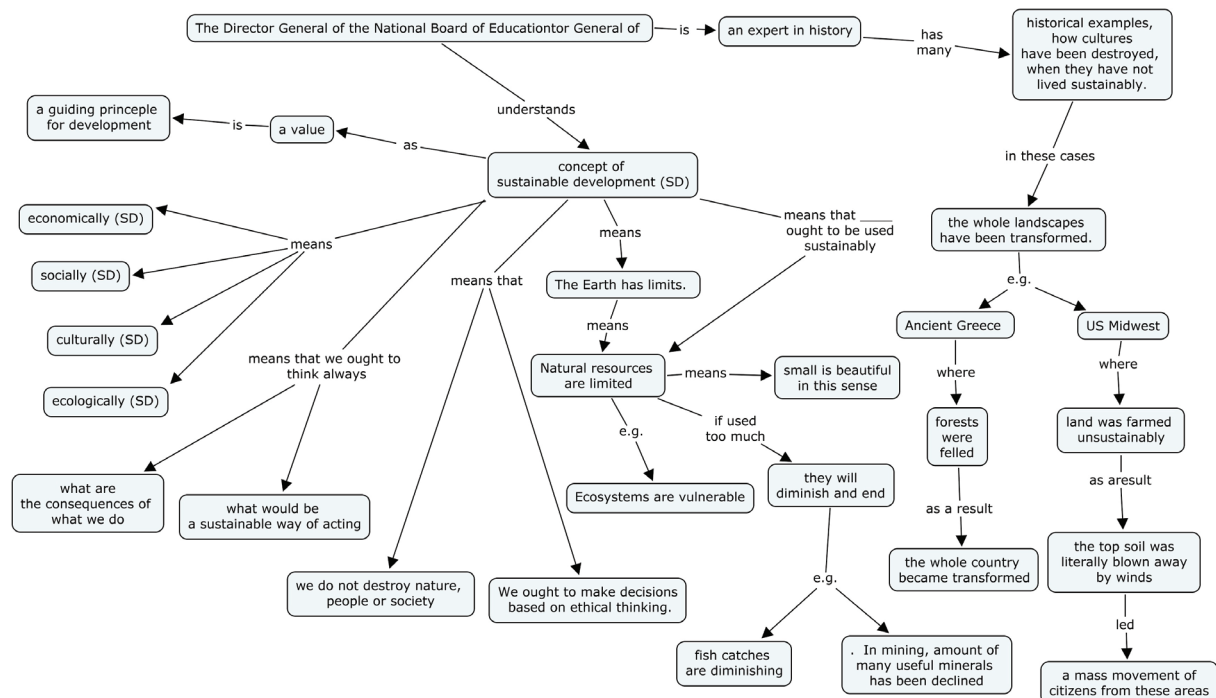 The Director General of the National Board of Educationtor General of
is
an expert in history
has
many
historical examples,
how cultures
have been destroyed,
when they have not
lived sustainably.
understands
a guiding princeple
for development
is
a value
as
concept of
sustainable development (SD)
in these cases
economically (SD)
socially (SD)
culturally (SD)
ecologically (SD)
means
means that we ought to
think always
means that
means
The Earth has limits.
means
means that ____
ought to be used
sustainably
Natural resources
are limited
means
small is beautiful
in this sense
the whole landscapes
have been transformed.
e.g.
Ancient Greece
US Midwest
where
where
forests
were
felled
land was farmed
unsustainably
e.g.
if used
too much
Ecosystems are vulnerable
they will
diminish and end
what are
the consequences of
what we do
what would be
a sustainable way of acting
as a result
as aresult
the whole country
became transformed
the top soil was
literally blown away
by winds
we do not destroy nature,
people or society
We ought to make decisions
based on ethical thinking.
e.g.
led
fish catches
are diminishing
. In mining, amount of
many useful minerals
has been declined
a mass movement of
citizens from these areas